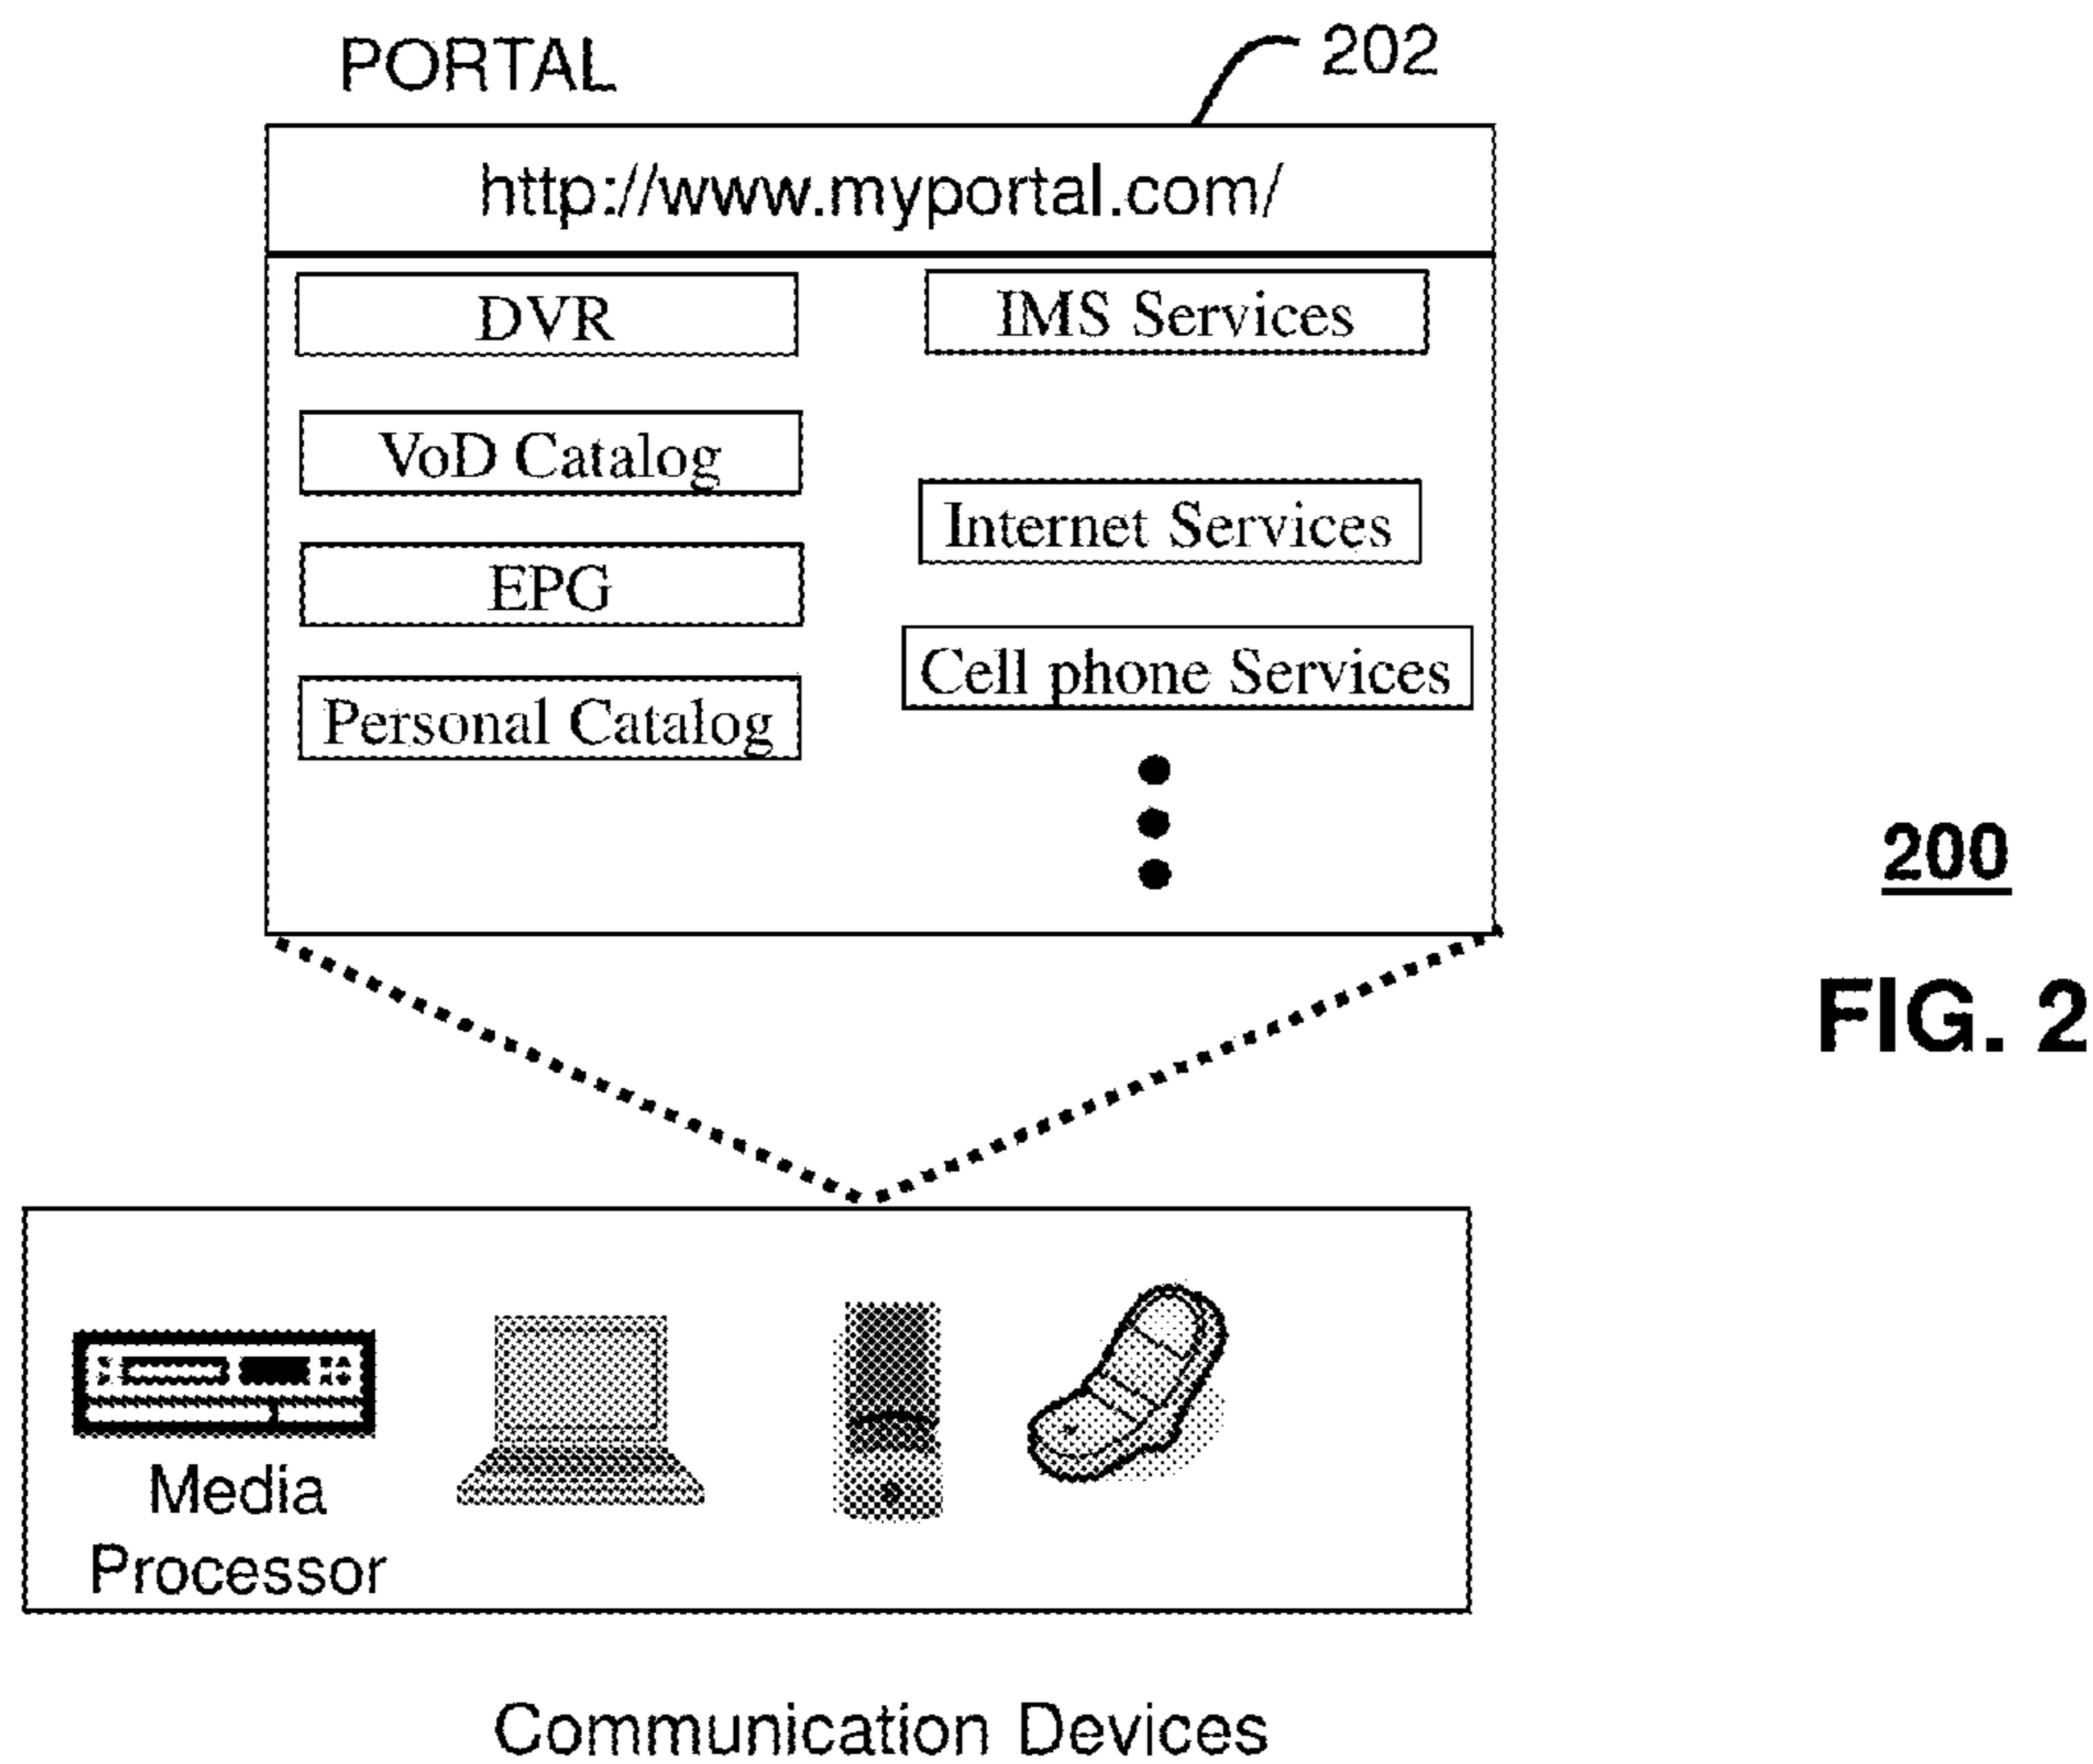 PORTAL
202
http://www.myportal.com/
DVR
VoD Catalog
EPG
Personal Catalog
IMS Services
Internet Services
Cell phone Services
200
FIG. 2
Media
Processor
Communication Devices